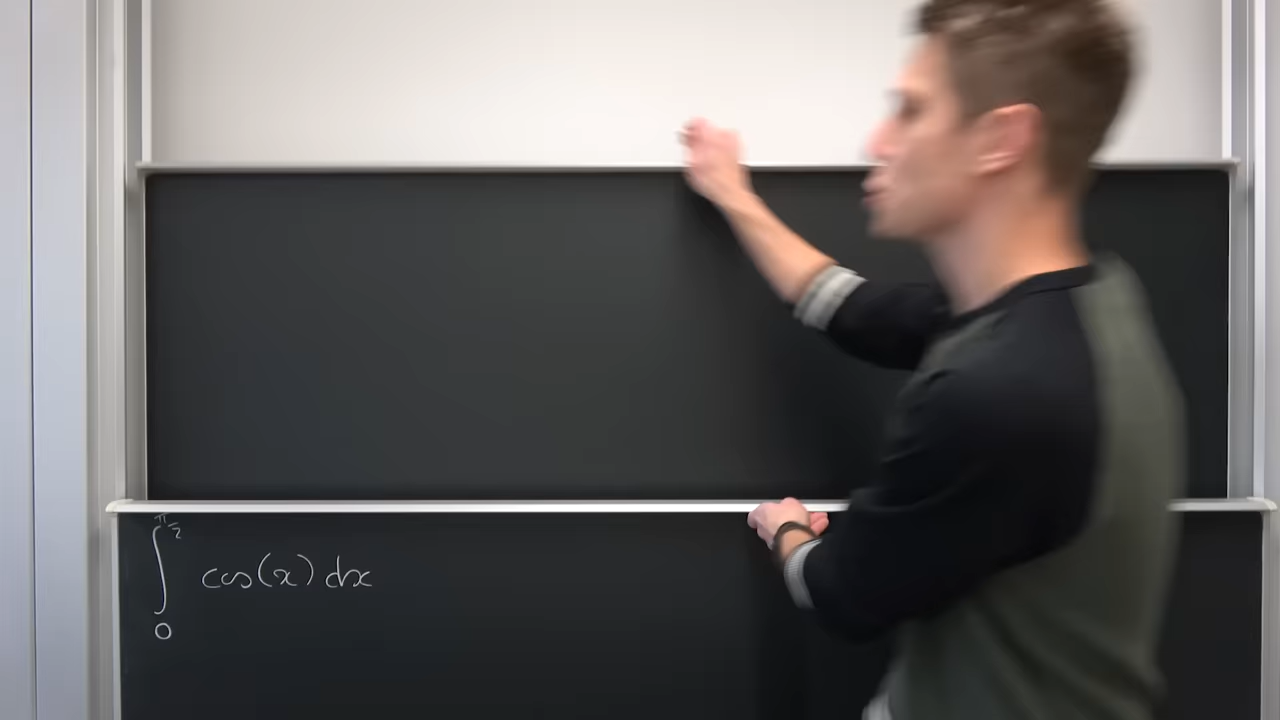 ∫₀^(π/2) cos(x) dx